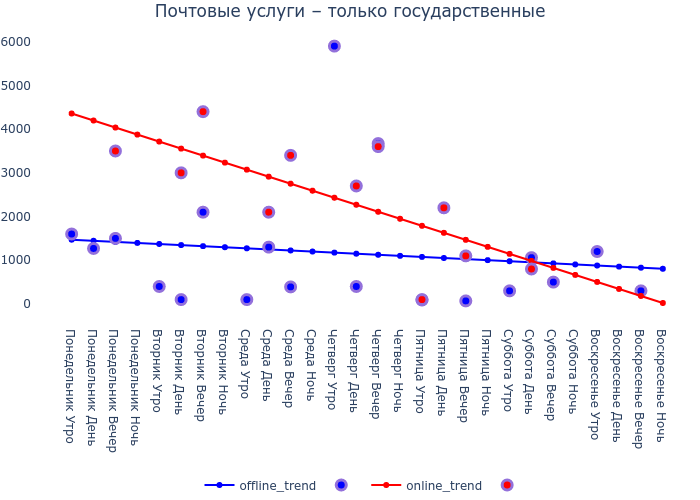 Почтовые услуги − только государственные
6000
5000
4000
3000
2000
1000
0
Понедельник Утро
Понедельник День
Понедельник Вечер
Понедельник Ночь
Вторник Утро
Вторник День
Вторник Вечер
Вторник Ночь
Среда Утро
Среда День
Среда Вечер
Среда Ночь
Четверг Утро
Четверг День
Четверг Вечер
Четверг Ночь
Пятница Утро
Пятница День
Пятница Вечер
Пятница Ночь
Суббота Утро
Суббота День
Суббота Вечер
Суббота Ночь
Воскресенье Утро
Воскресенье День
Воскресенье Вечер
Воскресенье Ночь
offline_trend
online_trend